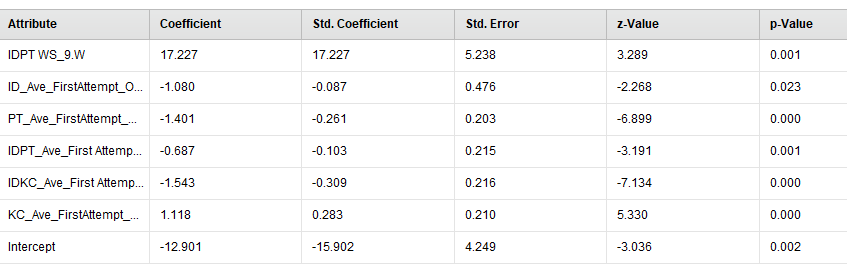 Attribute Coefficient Std. Coefficient Std. Error z-Value p-Value
IDPT WS_9.W 17.227 17.227 5.238 3.289 0.001
ID_Ave_FirstAttempt_O... -1.080 -0.087 0.476 -2.268 0.023
PT_Ave_FirstAttempt_... -1.401 -0.261 0.203 -6.899 0.000
IDPT_Ave_First Attemp... -0.687 -0.103 0.215 -3.191 0.001
IDKC_Ave_First Attemp... -1.543 -0.309 0.216 -7.134 0.000
KC_Ave_FirstAttempt_... 1.118 0.283 0.210 5.330 0.000
Intercept -12.901 -15.902 4.249 -3.036 0.002